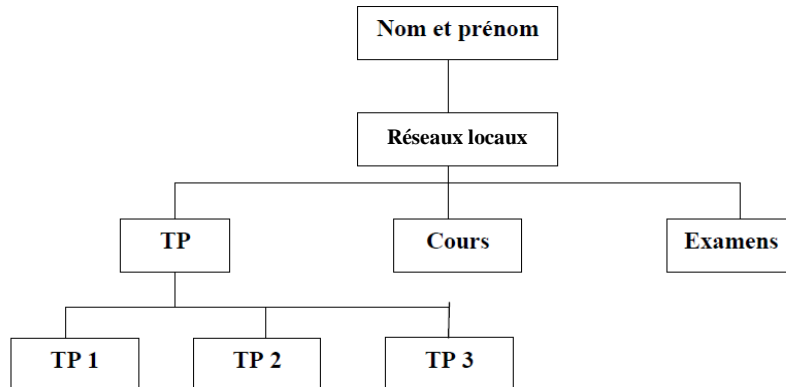 Nom et prénom
Réseaux locaux
TP
Cours
Examens
TP 1
TP 2
TP 3